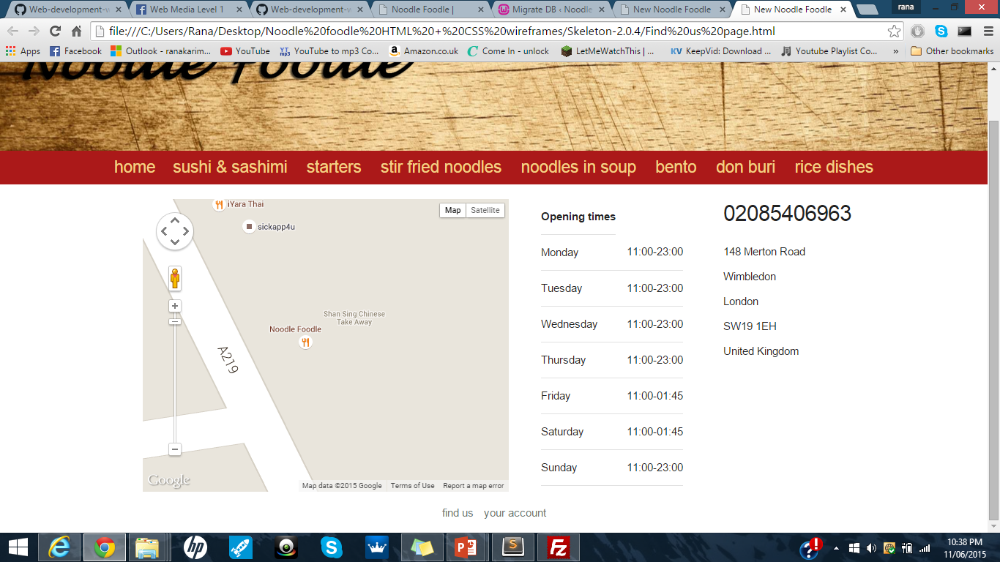 Web-development-w
Web Media Level 1
Web-development-w
Noodle Foodle |
Migrate DB ‹ Noodle
New Noodle Foodle
New Noodle Foodle
rana
file:///C:/Users/Rana/Desktop/Noodle%20foodle%20HTML%20+%20CSS%20wireframes/Skeleton-2.0.4/Find%20us%20page.html
Apps
Facebook
Outlook - ranakarim...
YouTube
YouTube to mp3 Co...
Amazon.co.uk
Come In - unlock
LetMeWatchThis | ...
KeepVid: Download ...
Youtube Playlist Co...
»
Other bookmarks
Noodle Foodle
home
sushi & sashimi
starters
stir fried noodles
noodles in soup
bento
don buri
rice dishes
iYara Thai
sickapp4u
Map
Satellite
Shan Sing Chinese
Take Away
Noodle Foodle
A219
Google
Map data ©2015 Google
Terms of Use
Report a map error
Opening times
Monday 11:00-23:00
Tuesday 11:00-23:00
Wednesday 11:00-23:00
Thursday 11:00-23:00
Friday 11:00-01:45
Saturday 11:00-01:45
Sunday 11:00-23:00
02085406963
148 Merton Road
Wimbledon
London
SW19 1EH
United Kingdom
find us
your account
10:38 PM
11/06/2015